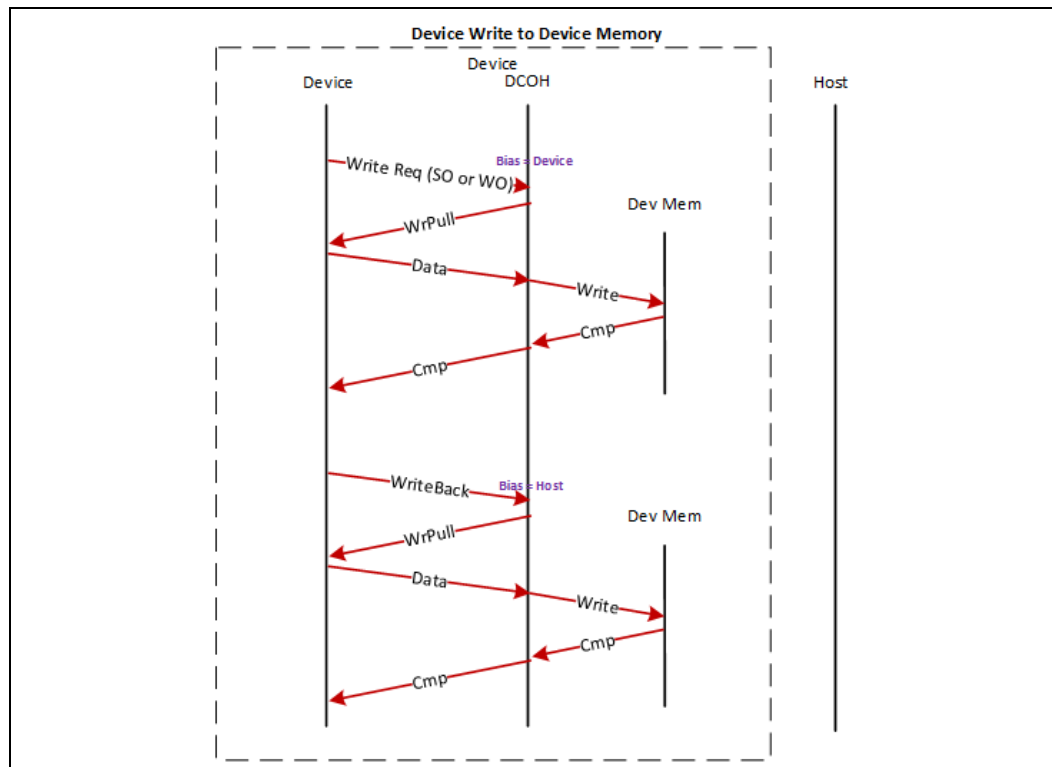 Device Write to Device Memory
Device
Device
DCOH
Host
Bias = Device
Write Req (SO or WO)
Dev Mem
WrPull
Data
Write
Cmp
Cmp
WriteBack
Bias = Host
Dev Mem
WrPull
Data
Write
Cmp
Cmp